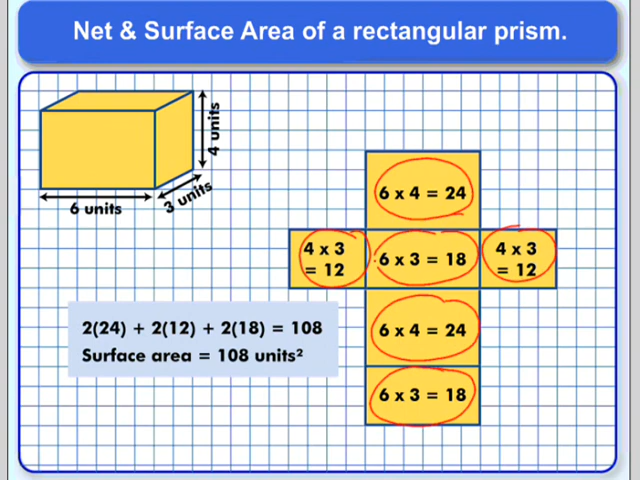 Net & Surface Area of a rectangular prism.
4 units
3 units
6 units
6 x 4 = 24
4 x 3
= 12
6 x 3 = 18
4 x 3
= 12
2(24) + 2(12) + 2(18) = 108
Surface area = 108 units²
6 x 4 = 24
6 x 3 = 18